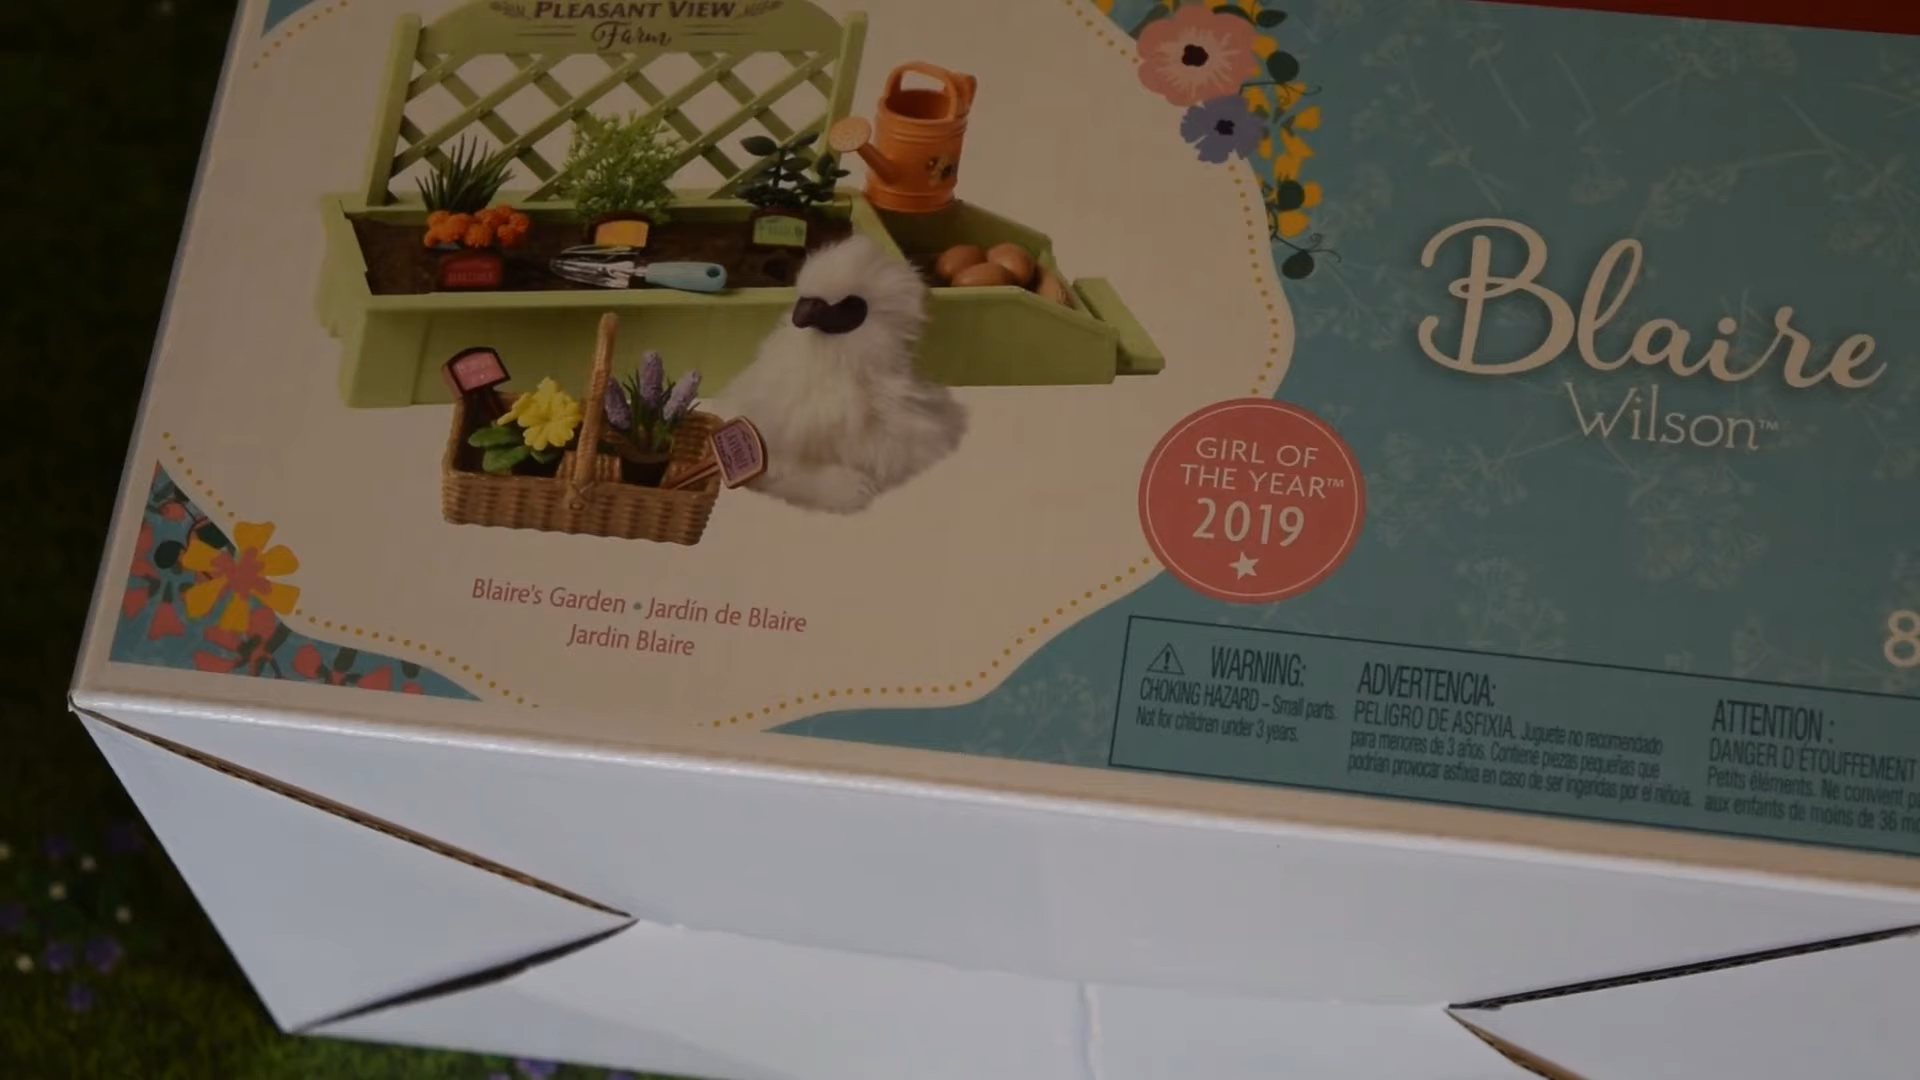 PLEASANT VIEW
Farm
Blaire
Wilson™
GIRL OF
THE YEAR™
2019
Blaire's Garden • Jardín de Blaire
Jardin Blaire
8
WARNING:
CHOKING HAZARD – Small parts.
Not for children under 3 years.
ADVERTENCIA:
PELIGRO DE ASFIXIA. Juguete no recomendado
para menores de 3 años. Contiene piezas pequeñas que
podrían provocar asfixia en caso de ser ingeridas por el niño/a.
ATTENTION :
DANGER D'ÉTOUFFEMENT
Petits éléments. Ne convient
aux enfants de moins de 36